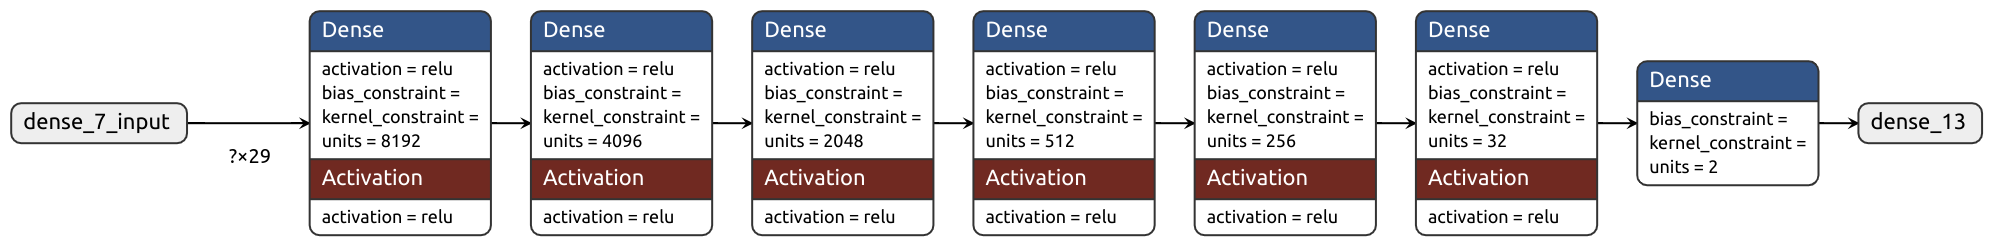 dense_7_input
?×29
Dense
activation = relu
bias_constraint =
kernel_constraint =
units = 8192
Activation
activation = relu
Dense
activation = relu
bias_constraint =
kernel_constraint =
units = 4096
Activation
activation = relu
Dense
activation = relu
bias_constraint =
kernel_constraint =
units = 2048
Activation
activation = relu
Dense
activation = relu
bias_constraint =
kernel_constraint =
units = 512
Activation
activation = relu
Dense
activation = relu
bias_constraint =
kernel_constraint =
units = 256
Activation
activation = relu
Dense
activation = relu
bias_constraint =
kernel_constraint =
units = 32
Activation
activation = relu
Dense
bias_constraint =
kernel_constraint =
units = 2
dense_13